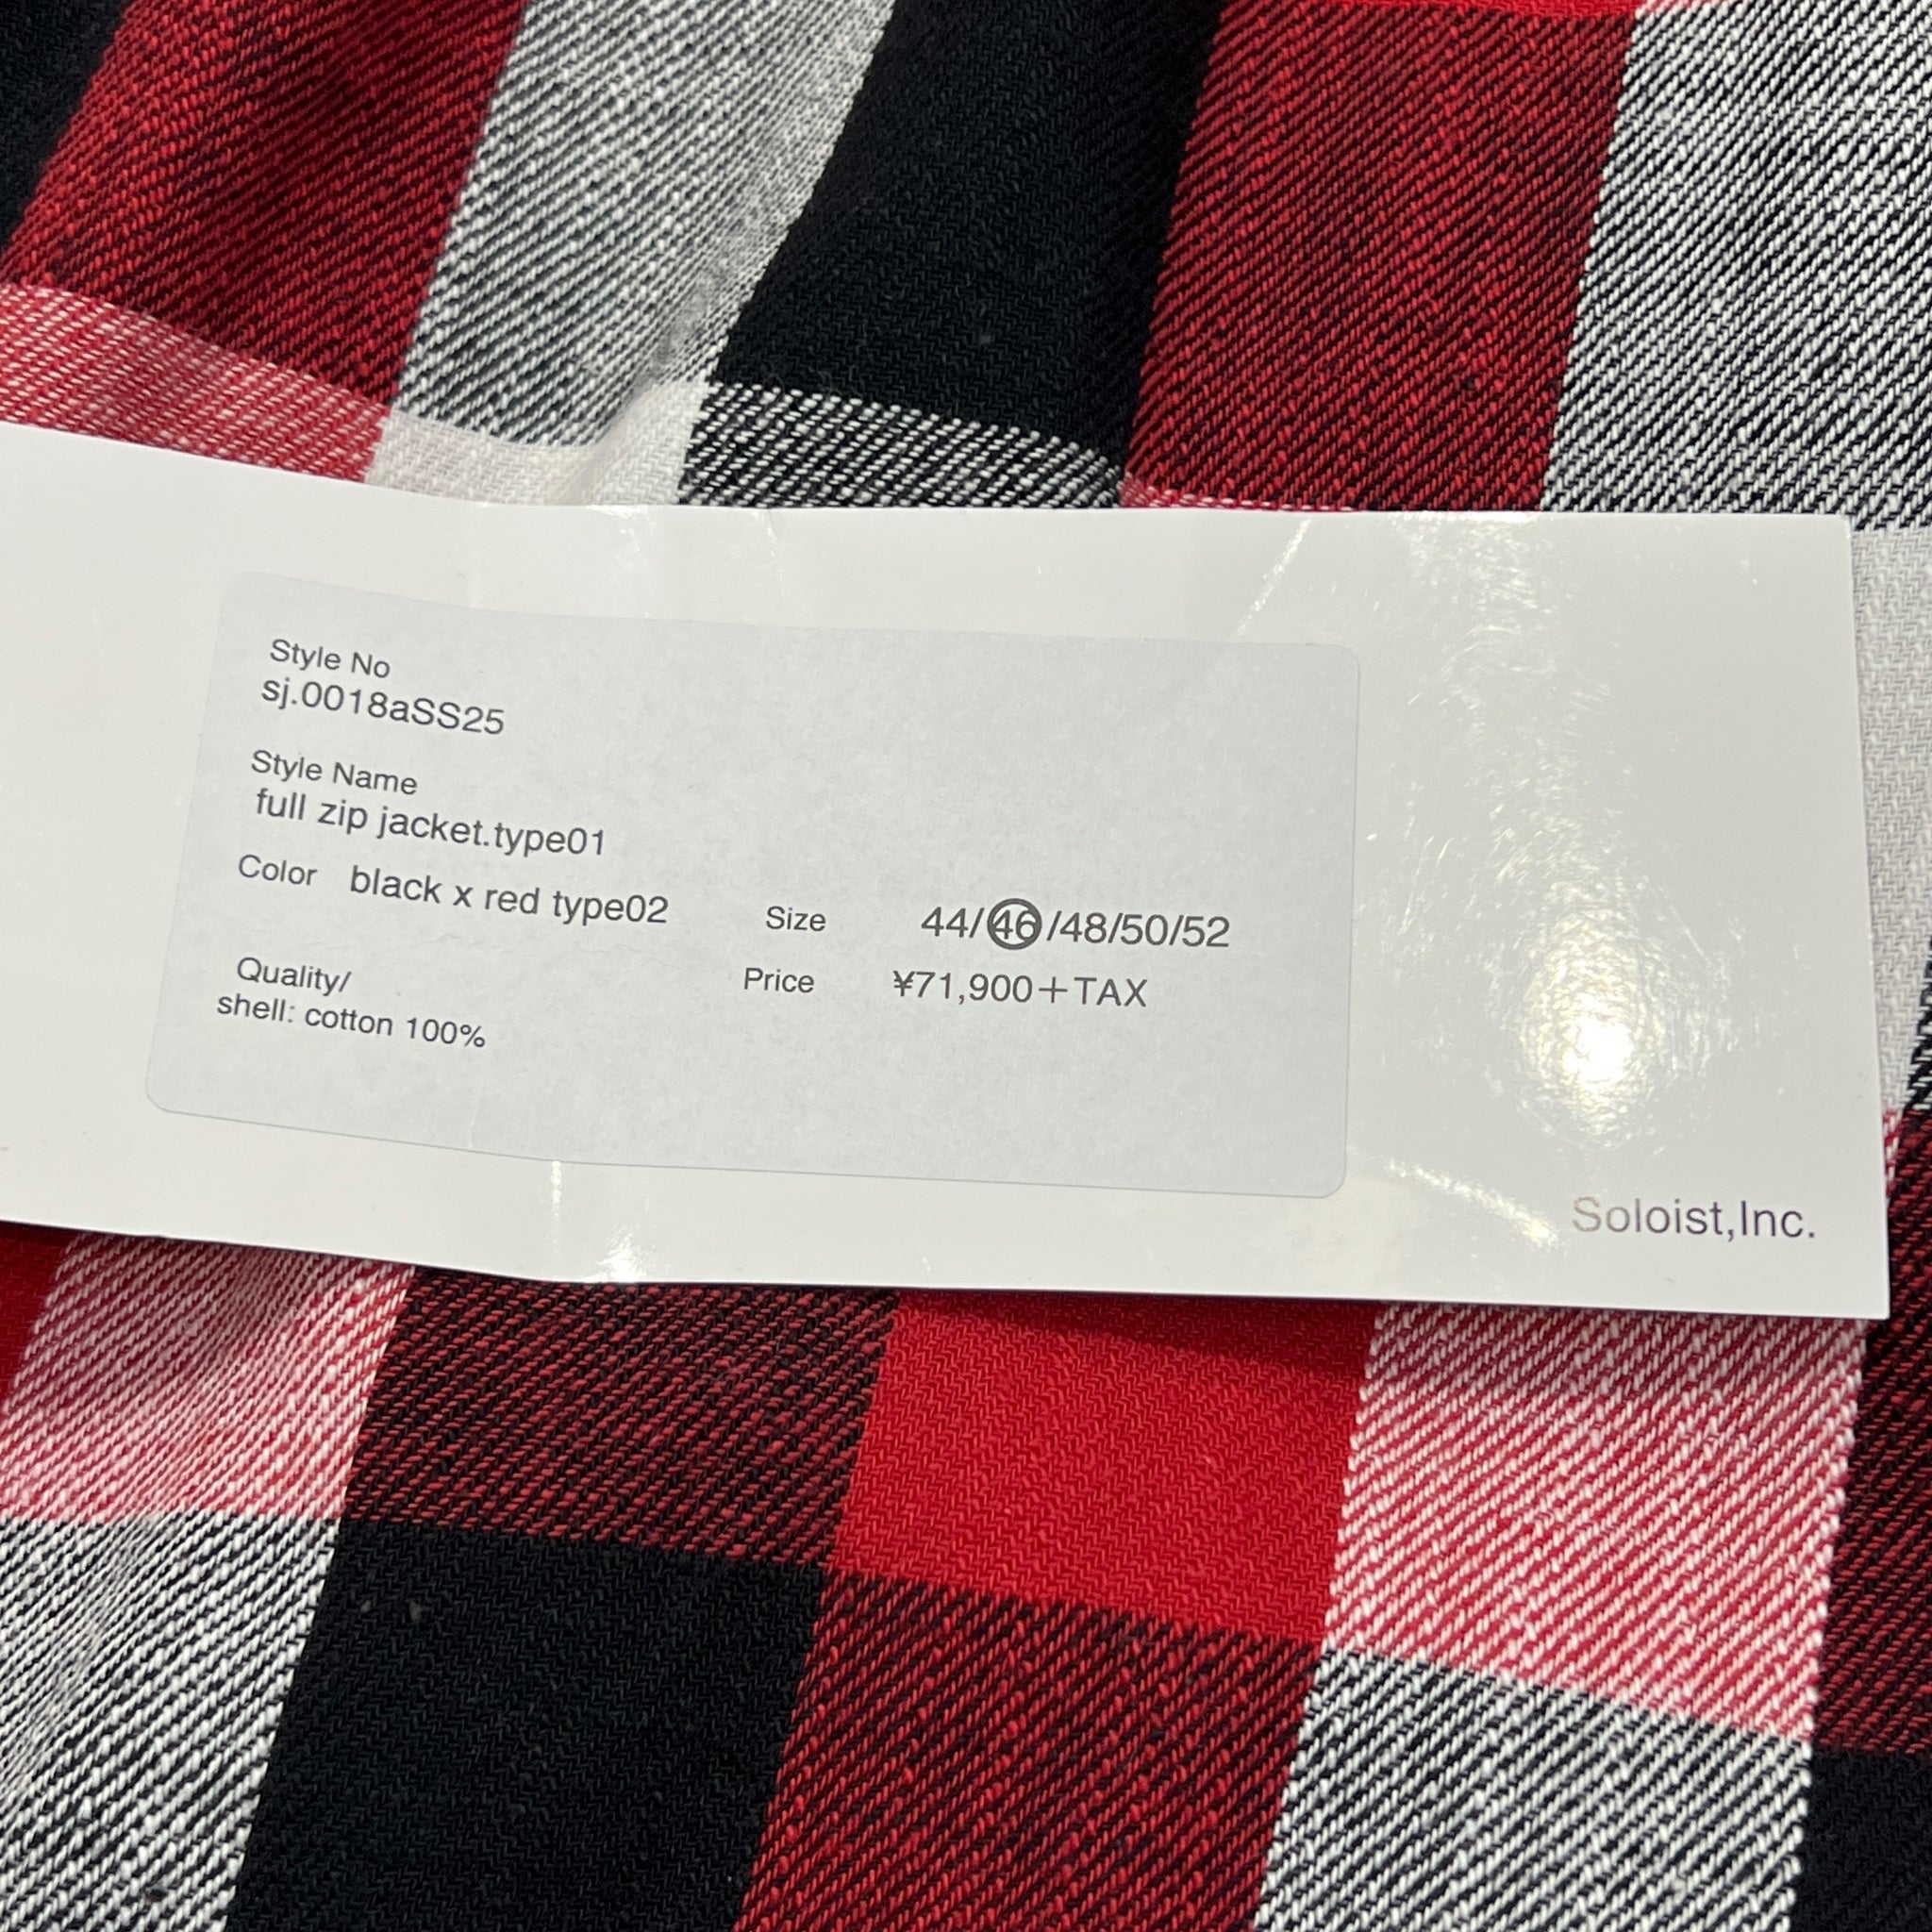 Style No
sj.0018aSS25
Style Name
full zip jacket.type01
Color black x red type02
Size 44/46/48/50/52
Quality/
shell: cotton 100%
Price ¥71,900+TAX
Soloist,Inc.